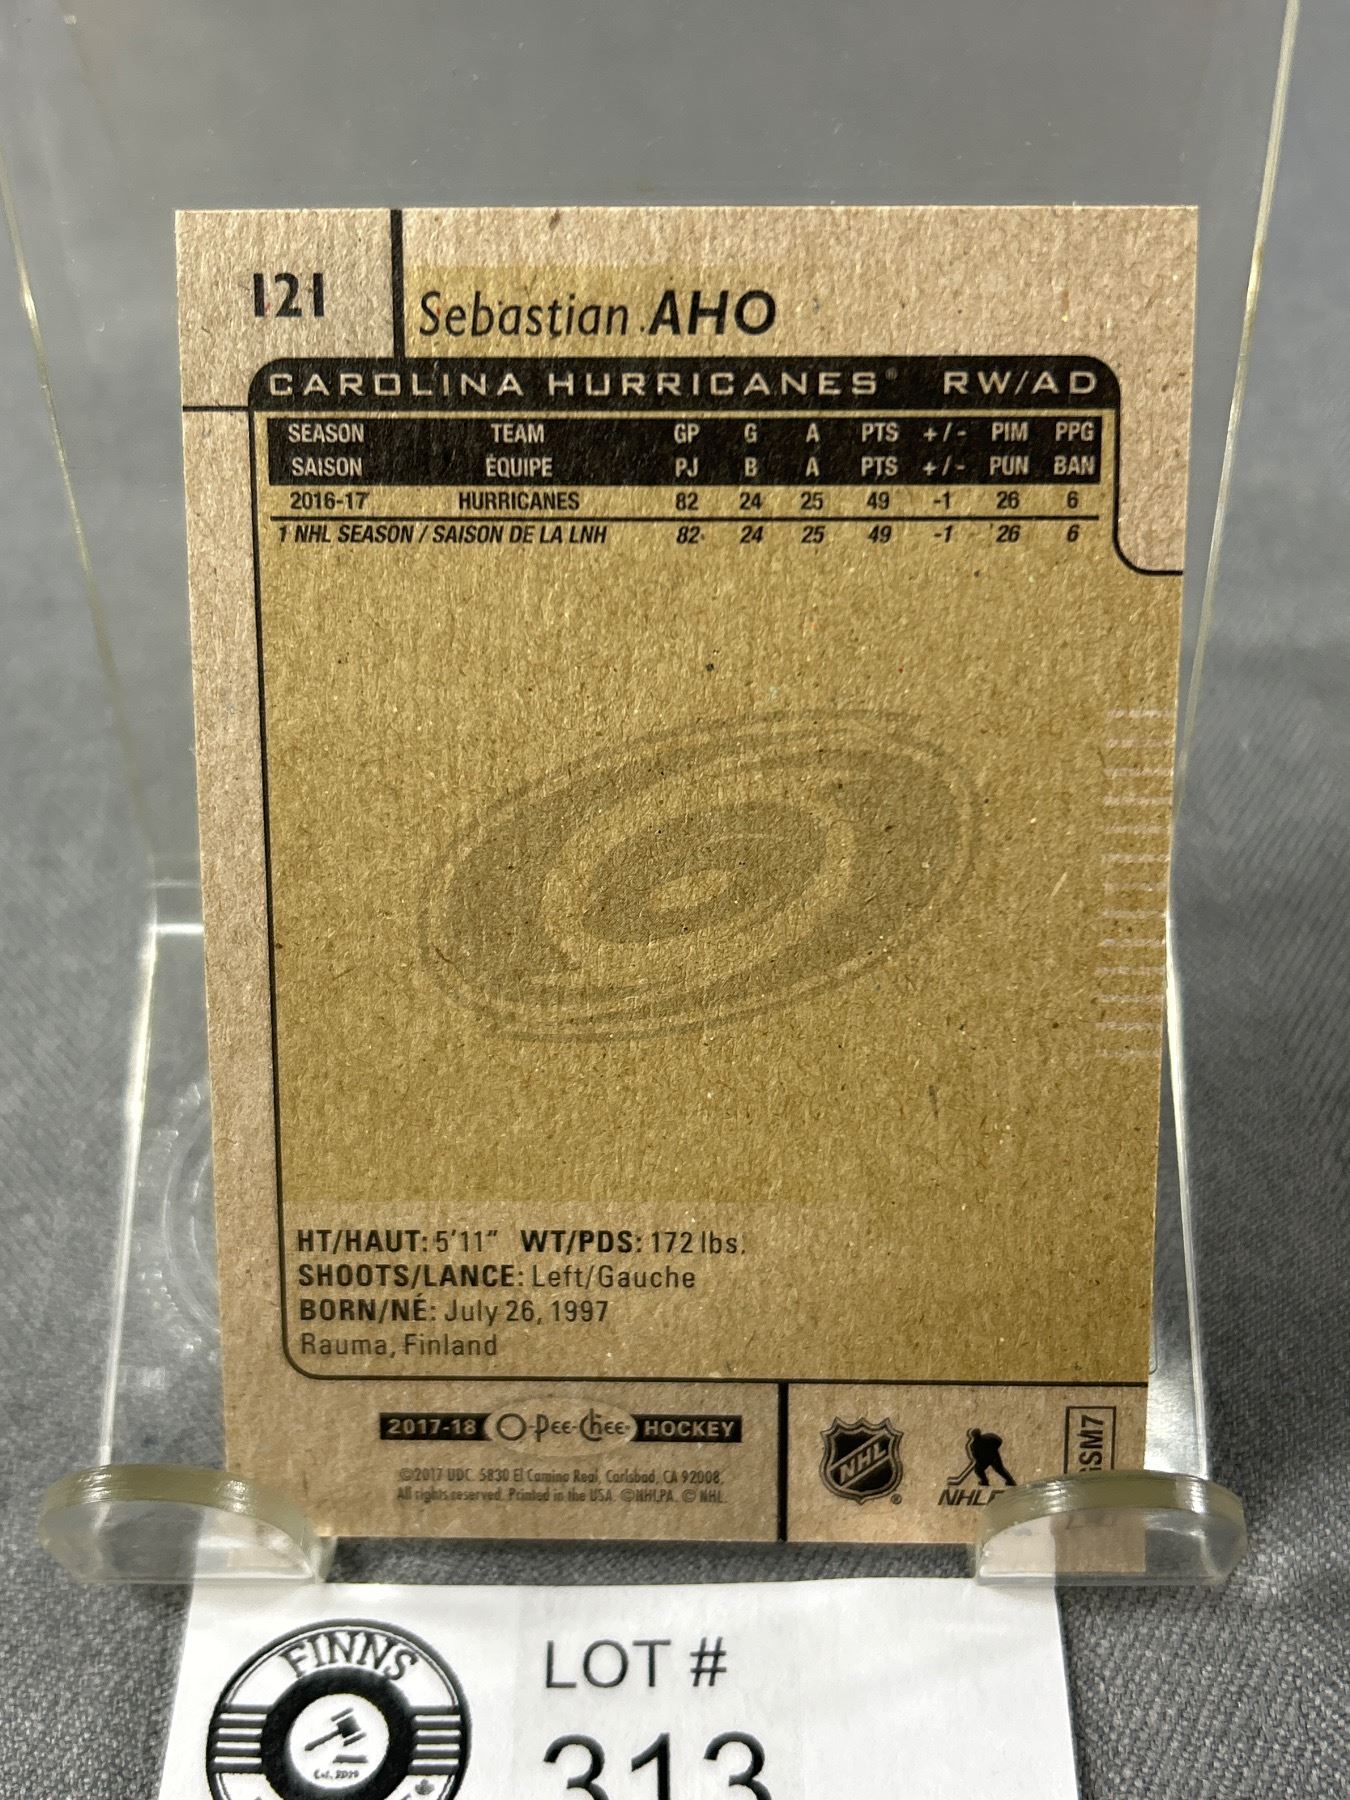 121
Sebastian AHO
CAROLINA HURRICANES® RW/AD
SEASON TEAM GP G A PTS +/- PIM PPG
SAISON ÉQUIPE PJ B A PTS +/- PUN BAN
2016-17 HURRICANES 82 24 25 49 -1 26 6
1 NHL SEASON / SAISON DE LA LNH 82 24 25 49 -1 26 6
HT/HAUT: 5'11" WT/PDS: 172 lbs.
SHOOTS/LANCE: Left/Gauche
BORN/NÉ: July 26, 1997
Rauma, Finland
2017-18 O-Pee-Chee HOCKEY
©2017 UDC. 5830 El Camino Real, Carlsbad, CA 92008.
All rights reserved. Printed in the USA. ©NHLPA. © NHL.
NHL®
GSM7
FINNS
Est. 2020
LOT #
313